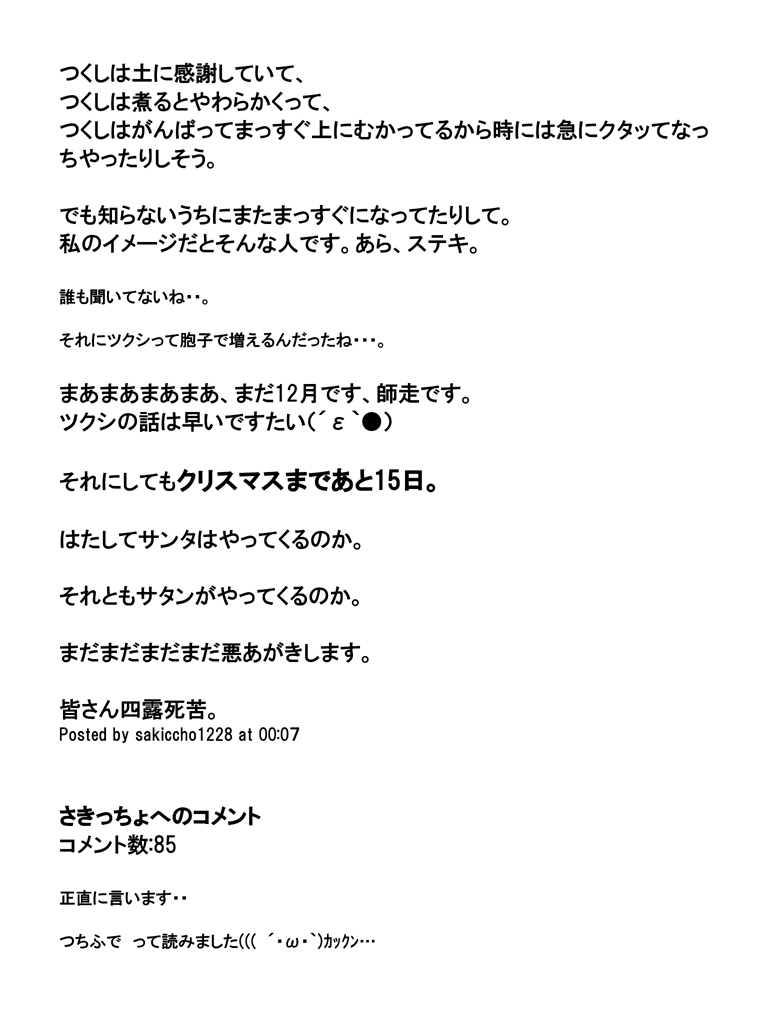 つくしは土に感謝していて、
つくしは煮るとやわらかくって、
つくしはがんばってまっすぐ上にむかってるから時には急にクタッてなっ
ちゃったりしそう。
でも知らないうちにまたまっすぐになってたりして。
私のイメージだとそんな人です。あら、ステキ。
誰も聞いてないね・・。
それにツクシって胞子で増えるんだったね・・・。
まあまあまあまあ、まだ12月です、師走です。
ツクシの話は早いですたい(´ε`●)
それにしてもクリスマスまであと15日。
はたしてサンタはやってくるのか。
それともサタンがやってくるのか。
まだまだまだまだ悪あがきします。
皆さん四露死苦。
Posted by sakiccho1228 at 00:07
さきっちょへのコメント
コメント数:85
正直に言います・・
つちふで って読みました((( ´・ω・`)ｶｯｸﾝ…